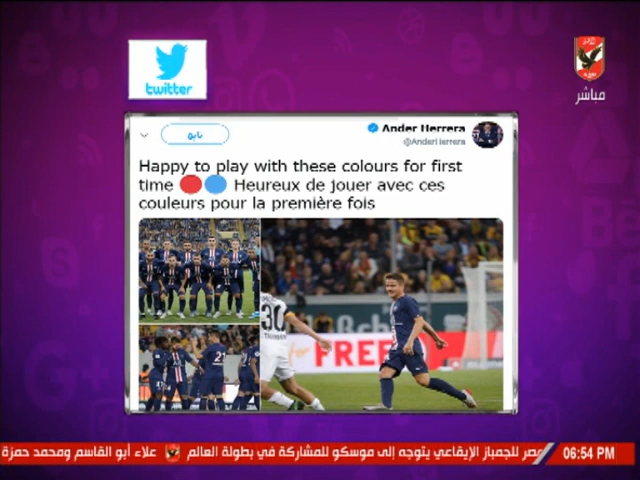 twitter
مباشر
تابع
Ander Herrera
@AnderHerrera
Happy to play with these colours for first
time 🔴🔵 Heureux de jouer avec ces
couleurs pour la première fois
30
21
FREE
مصر للجمباز الإيقاعي يتوجه إلى موسكو للمشاركة في بطولة العالم
علاء أبو القاسم ومحمد حمزة
06:54 PM